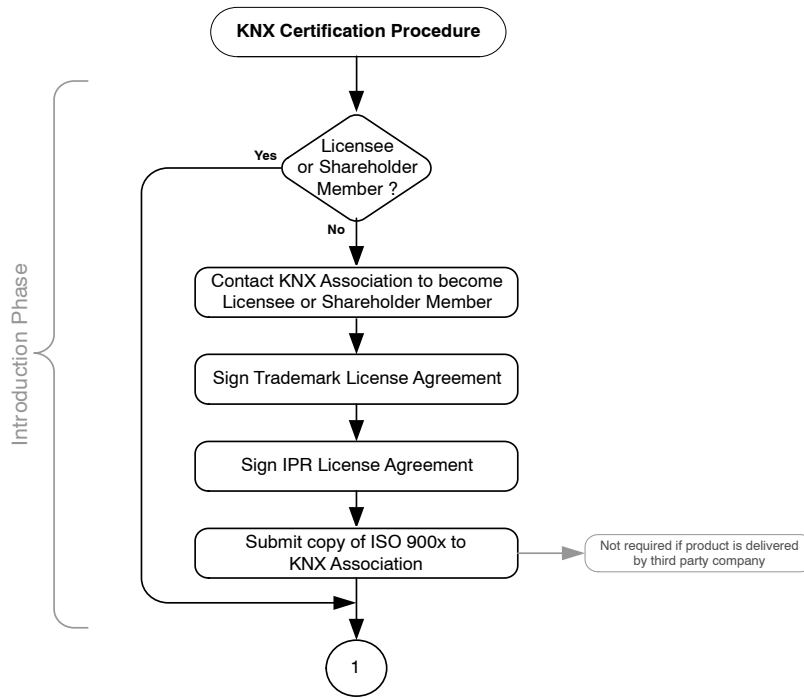 KNX Certification Procedure
Licensee
or Shareholder
Member ?
Yes
No
Contact KNX Association to become
Licensee or Shareholder Member
Sign Trademark License Agreement
Sign IPR License Agreement
Submit copy of ISO 900x to
KNX Association
Not required if product is delivered
by third party company
1
Introduction Phase